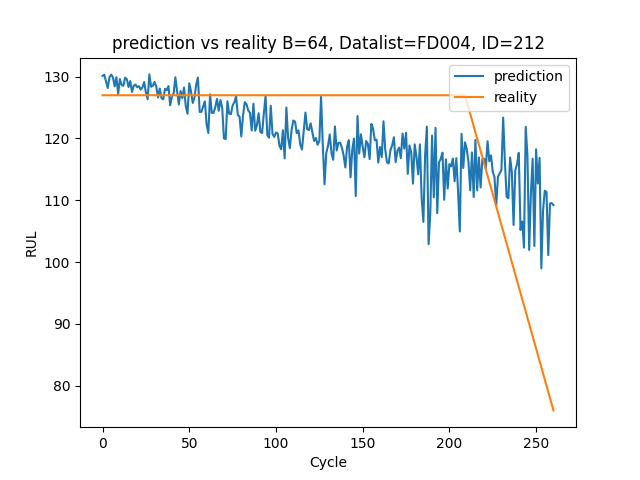 prediction vs reality B=64, Datalist=FD004, ID=212
prediction
reality
RUL
130
120
110
100
90
80
0
50
100
150
200
250
Cycle